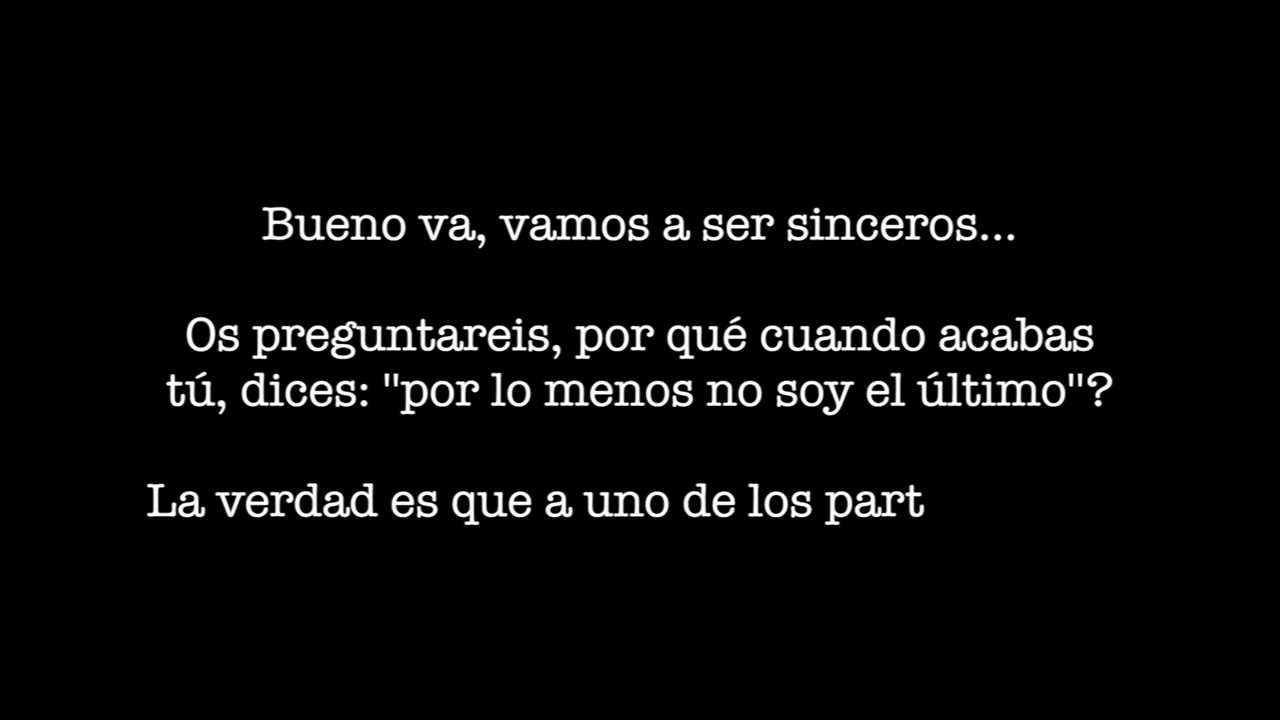 Bueno va, vamos a ser sinceros...
Os preguntareis, por qué cuando acabas
tú, dices: "por lo menos no soy el último"?
La verdad es que a uno de los part